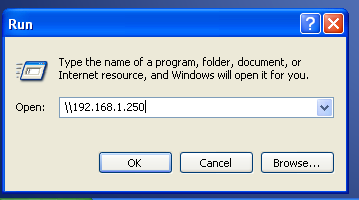 Run
Type the name of a program, folder, document, or
Internet resource, and Windows will open it for you.
Open: \\192.168.1.250
OK Cancel Browse...